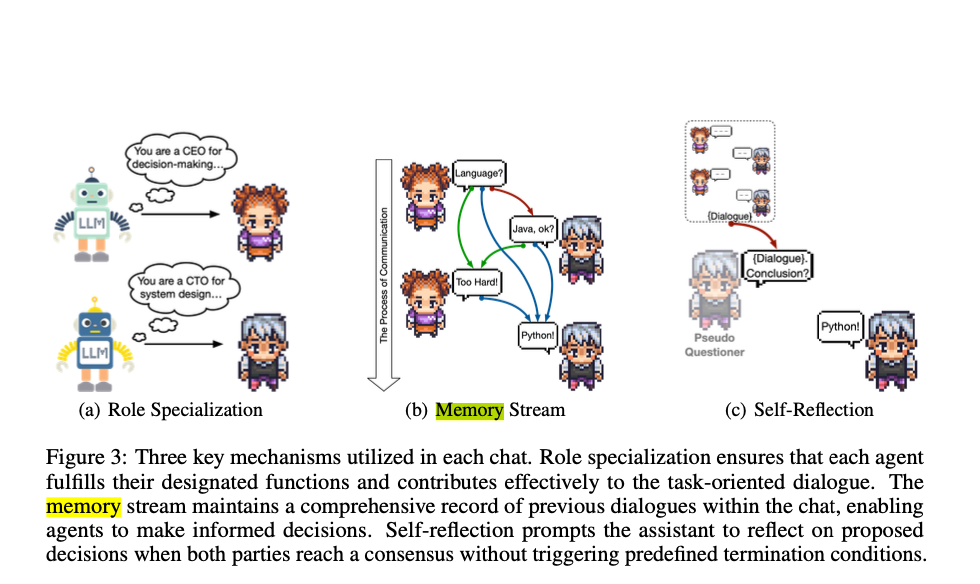 You are a CEO for
decision-making...
LLM
You are a CTO for
system design...
LLM
(a) Role Specialization
The Process of Communication
Language?
Java, ok?
Too Hard!
Python!
(b) Memory Stream
{Dialogue}
{Dialogue}.
Conclusion?
Pseudo
Questioner
Python!
(c) Self-Reflection
Figure 3: Three key mechanisms utilized in each chat. Role specialization ensures that each agent
fulfills their designated functions and contributes effectively to the task-oriented dialogue. The
memory stream maintains a comprehensive record of previous dialogues within the chat, enabling
agents to make informed decisions. Self-reflection prompts the assistant to reflect on proposed
decisions when both parties reach a consensus without triggering predefined termination conditions.